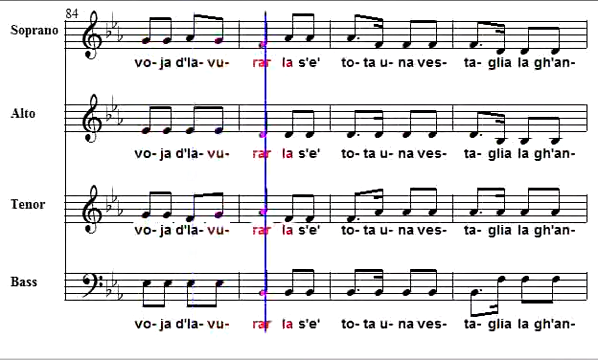 84
Soprano
vo- ja d'la- vu- rar la s'e' to- ta u- na ves- ta- glia la gh'an-
Alto
vo- ja d'la- vu- rar la s'e' to- ta u- na ves- ta- glia la gh'an-
Tenor
vo- ja d'la- vu- rar la s'e' to- ta u- na ves- ta- glia la gh'an-
Bass
vo- ja d'la- vu- rar la s'e' to- ta u- na ves- ta- glia la gh'an-